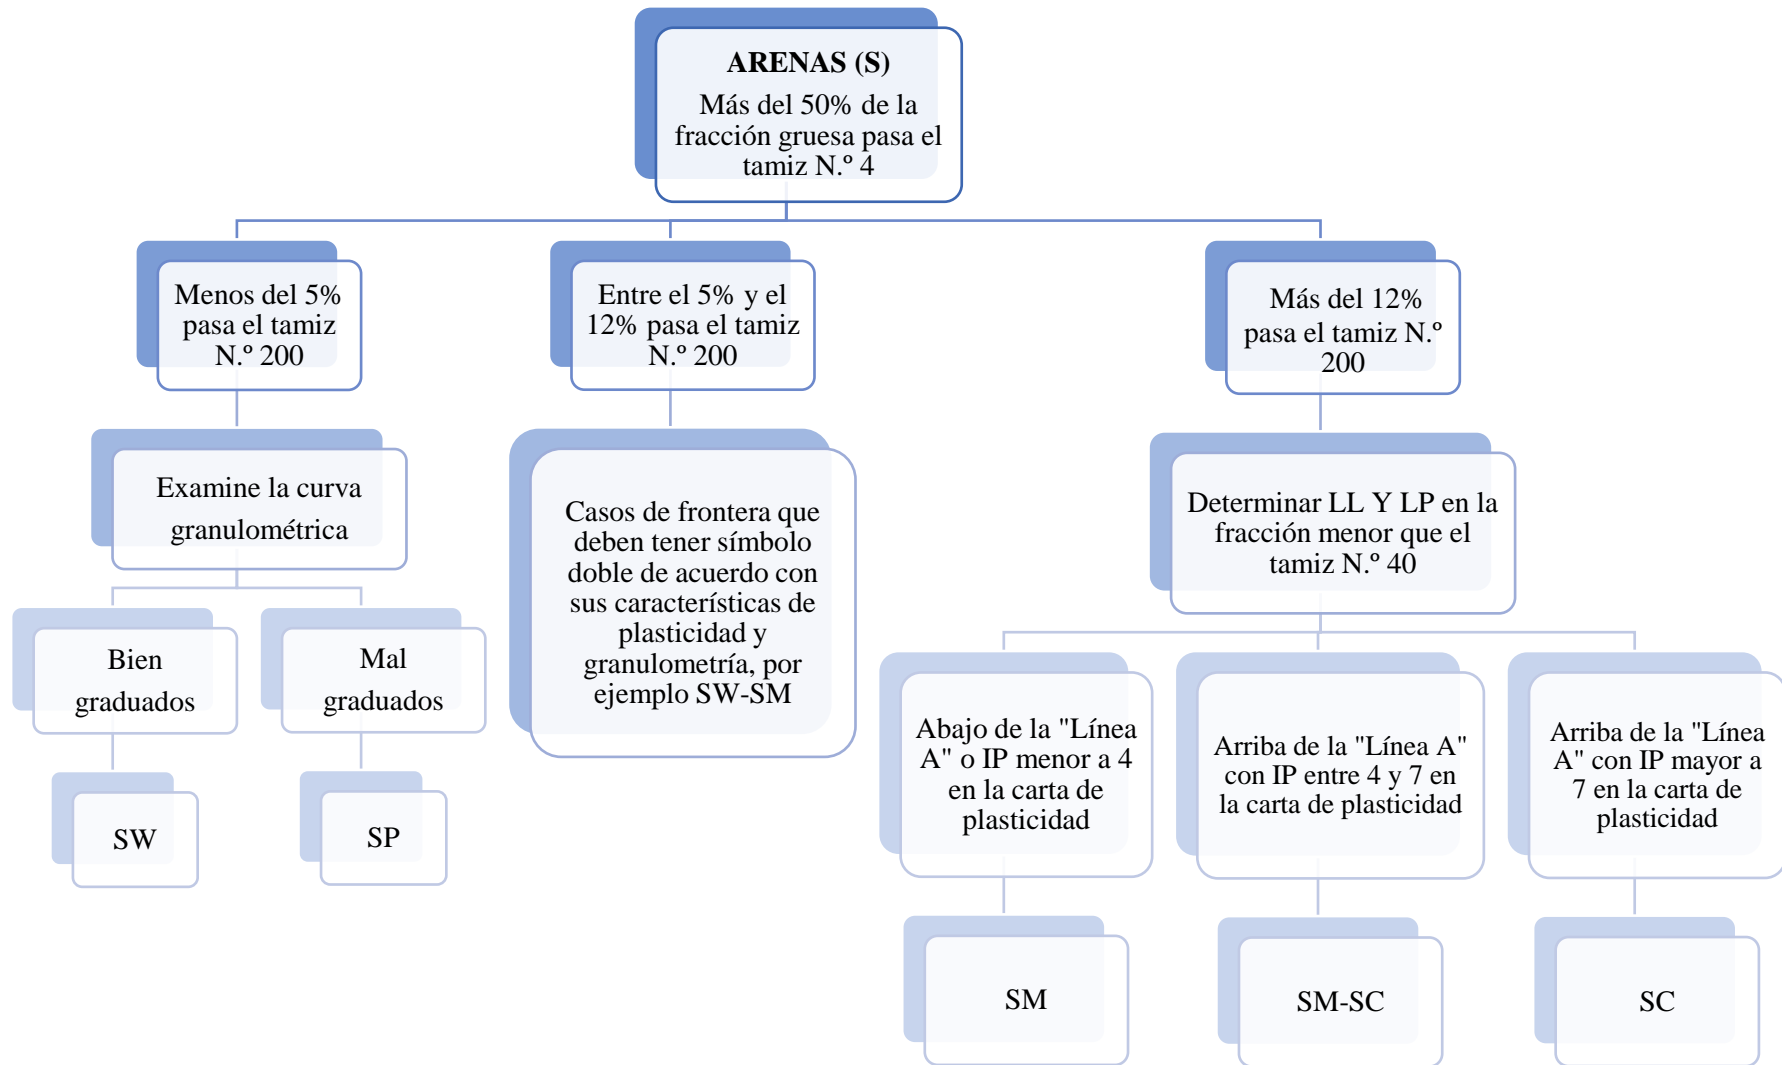 ARENAS (S)
Más del 50% de la
fracción gruesa pasa el
tamiz N.º 4
Menos del 5%
pasa el tamiz
N.º 200
Entre el 5% y el
12% pasa el tamiz
N.º 200
Más del 12%
pasa el tamiz N.º
200
Examine la curva
granulométrica
Casos de frontera que
deben tener símbolo
doble de acuerdo con
sus características de
plasticidad y
granulometría, por
ejemplo SW-SM
Determinar LL Y LP en la
fracción menor que el
tamiz N.º 40
Bien
graduados
Mal
graduados
Abajo de la "Línea
A" o IP menor a 4
en la carta de
plasticidad
Arriba de la "Línea A"
con IP entre 4 y 7 en
la carta de plasticidad
Arriba de la "Línea
A" con IP mayor a
7 en la carta de
plasticidad
SW
SP
SM
SM-SC
SC